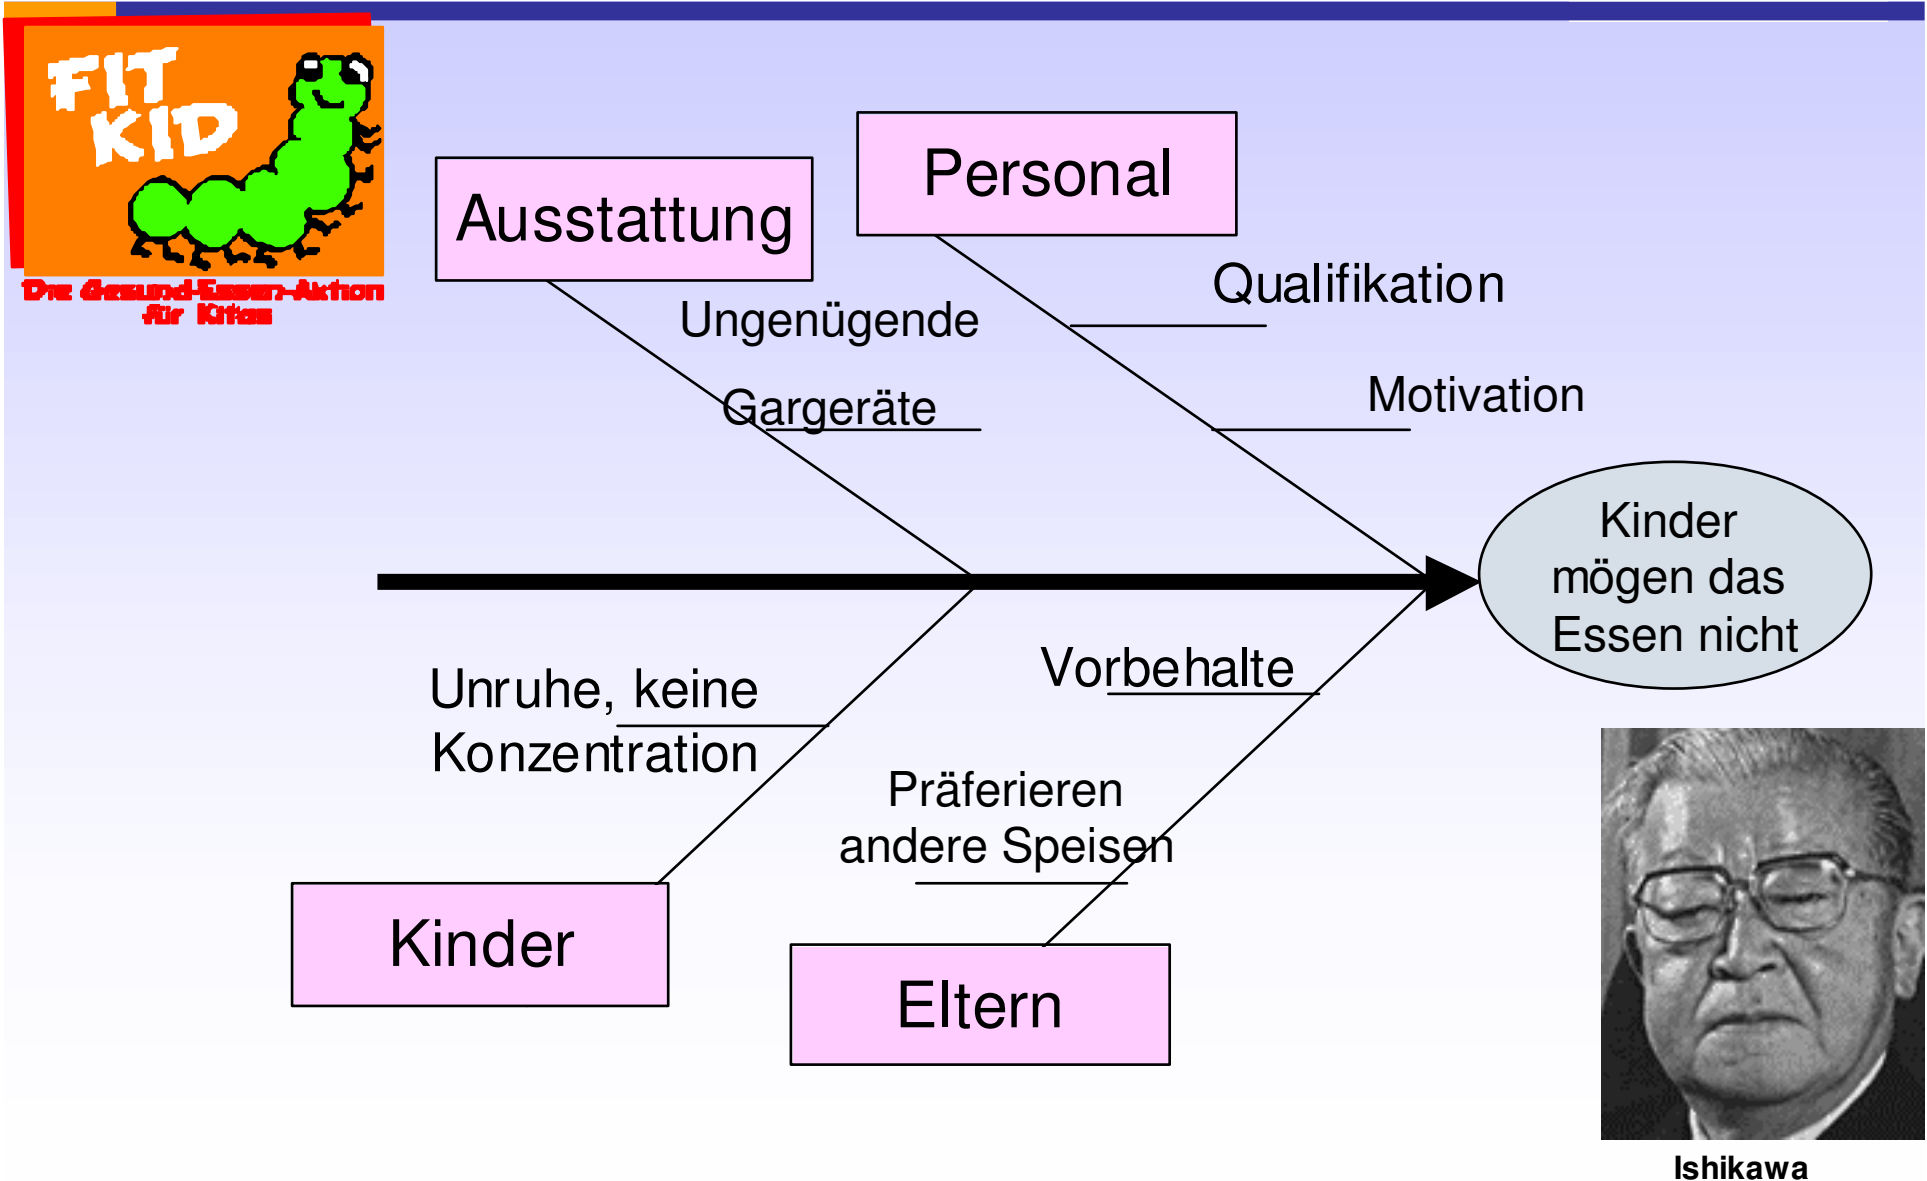 FIT
KID
Die Gesund-Essen-Aktion
für Kitas
Ausstattung
Personal
Ungenügende
Gargeräte
Qualifikation
Motivation
Kinder
mögen das
Essen nicht
Unruhe, keine
Konzentration
Vorbehalte
Präferieren
andere Speisen
Kinder
Eltern
Ishikawa